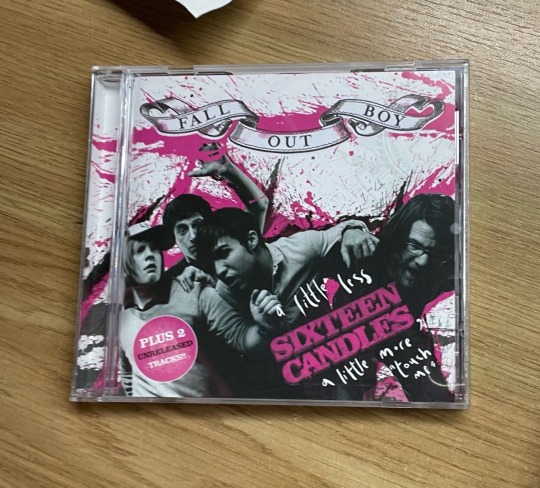 FALL OUT BOY
a little less
SIXTEEN
CANDLES
a little more
"touch
me"
PLUS 2
UNRELEASED
TRACKS!!